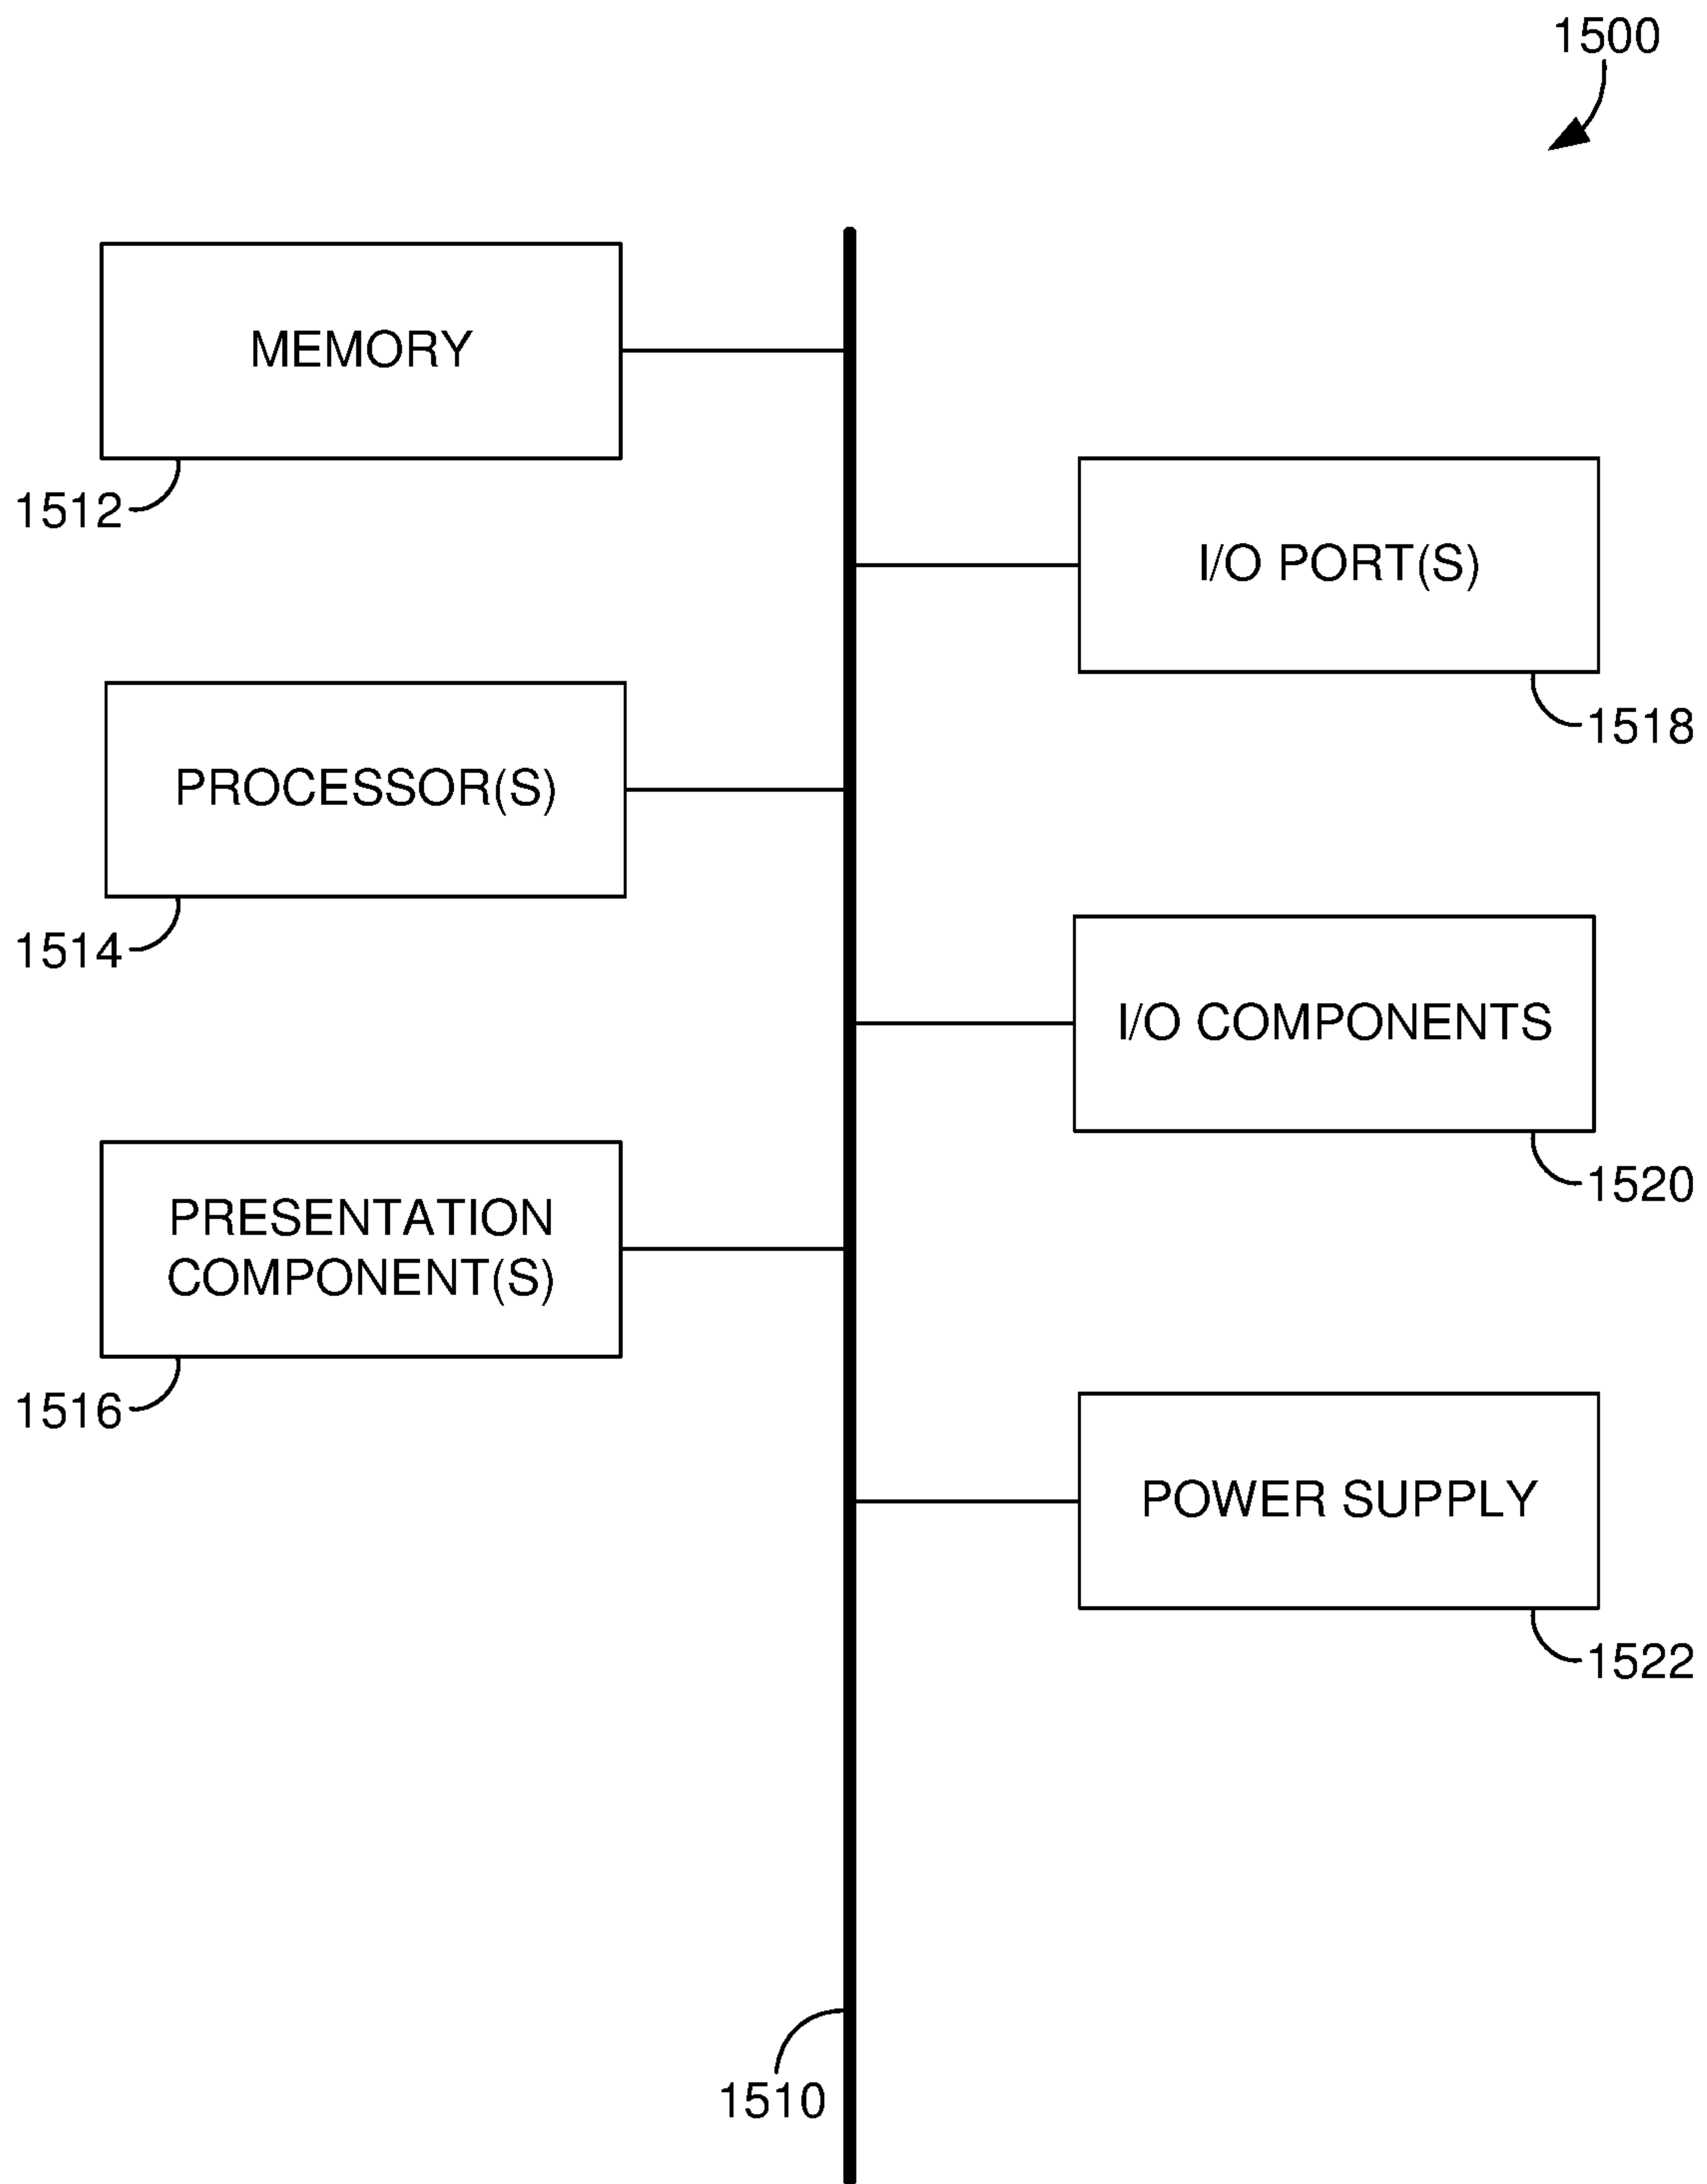 1500
MEMORY
1512
I/O PORT(S)
1518
PROCESSOR(S)
1514
I/O COMPONENTS
1520
PRESENTATION
COMPONENT(S)
1516
POWER SUPPLY
1522
1510